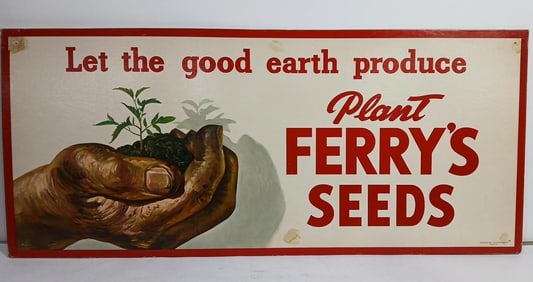 Let the good earth produce
Plant
FERRY'S
SEEDS